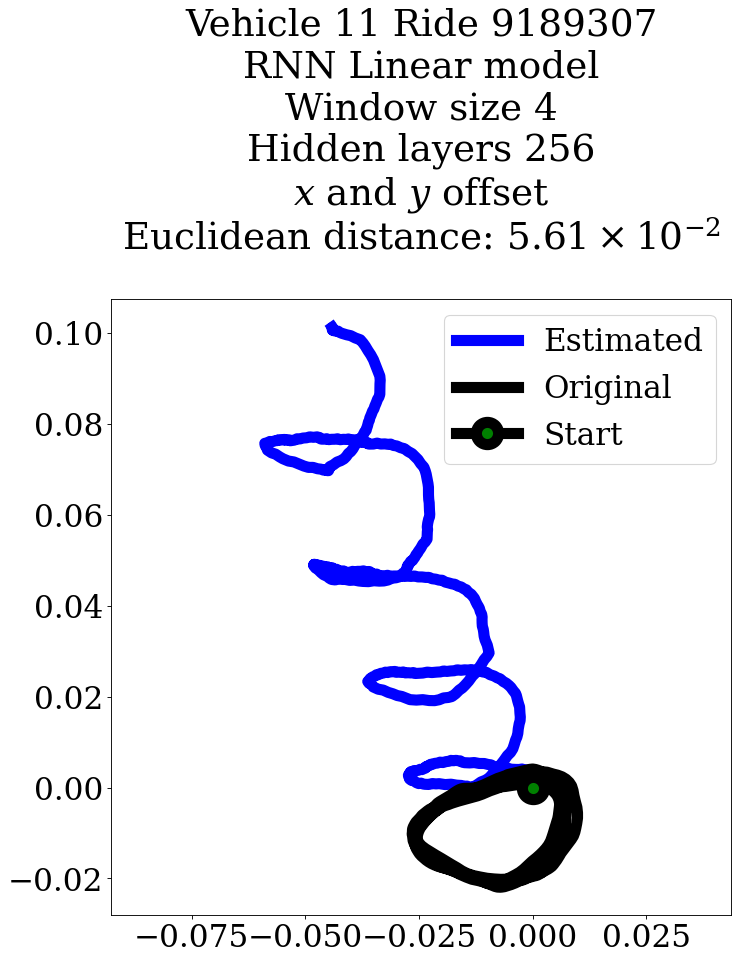 Vehicle 11 Ride 9189307
RNN Linear model
Window size 4
Hidden layers 256
x and y offset
Euclidean distance: 5.61 × 10⁻²
Estimated
Original
Start
0.10
0.08
0.06
0.04
0.02
0.00
−0.02
−0.075 −0.050 −0.025 0.000 0.025